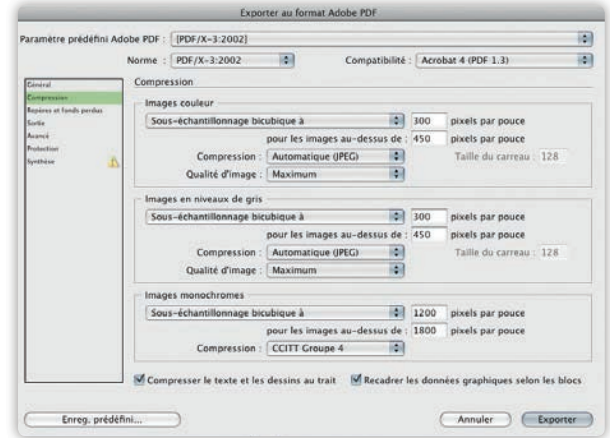 Exporter au format Adobe PDF
Paramètre prédéfini Adobe PDF : [PDF/X-3:2002]
Norme : PDF/X-3:2002 Compatibilité : Acrobat 4 (PDF 1.3)
Général
Compression
Repères et fonds perdus
Sortie
Avancé
Protection
Synthèse
Compression
Images couleur
Sous-échantillonnage bicubique à 300 pixels par pouce
pour les images au-dessus de : 450 pixels par pouce
Compression : Automatique (JPEG) Taille du carreau : 128
Qualité d'image : Maximum
Images en niveaux de gris
Sous-échantillonnage bicubique à 300 pixels par pouce
pour les images au-dessus de : 450 pixels par pouce
Compression : Automatique (JPEG) Taille du carreau : 128
Qualité d'image : Maximum
Images monochromes
Sous-échantillonnage bicubique à 1200 pixels par pouce
pour les images au-dessus de : 1800 pixels par pouce
Compression : CCITT Groupe 4
Compresser le texte et les dessins au trait Recadrer les données graphiques selon les blocs
Enreg. prédéfini... Annuler Exporter